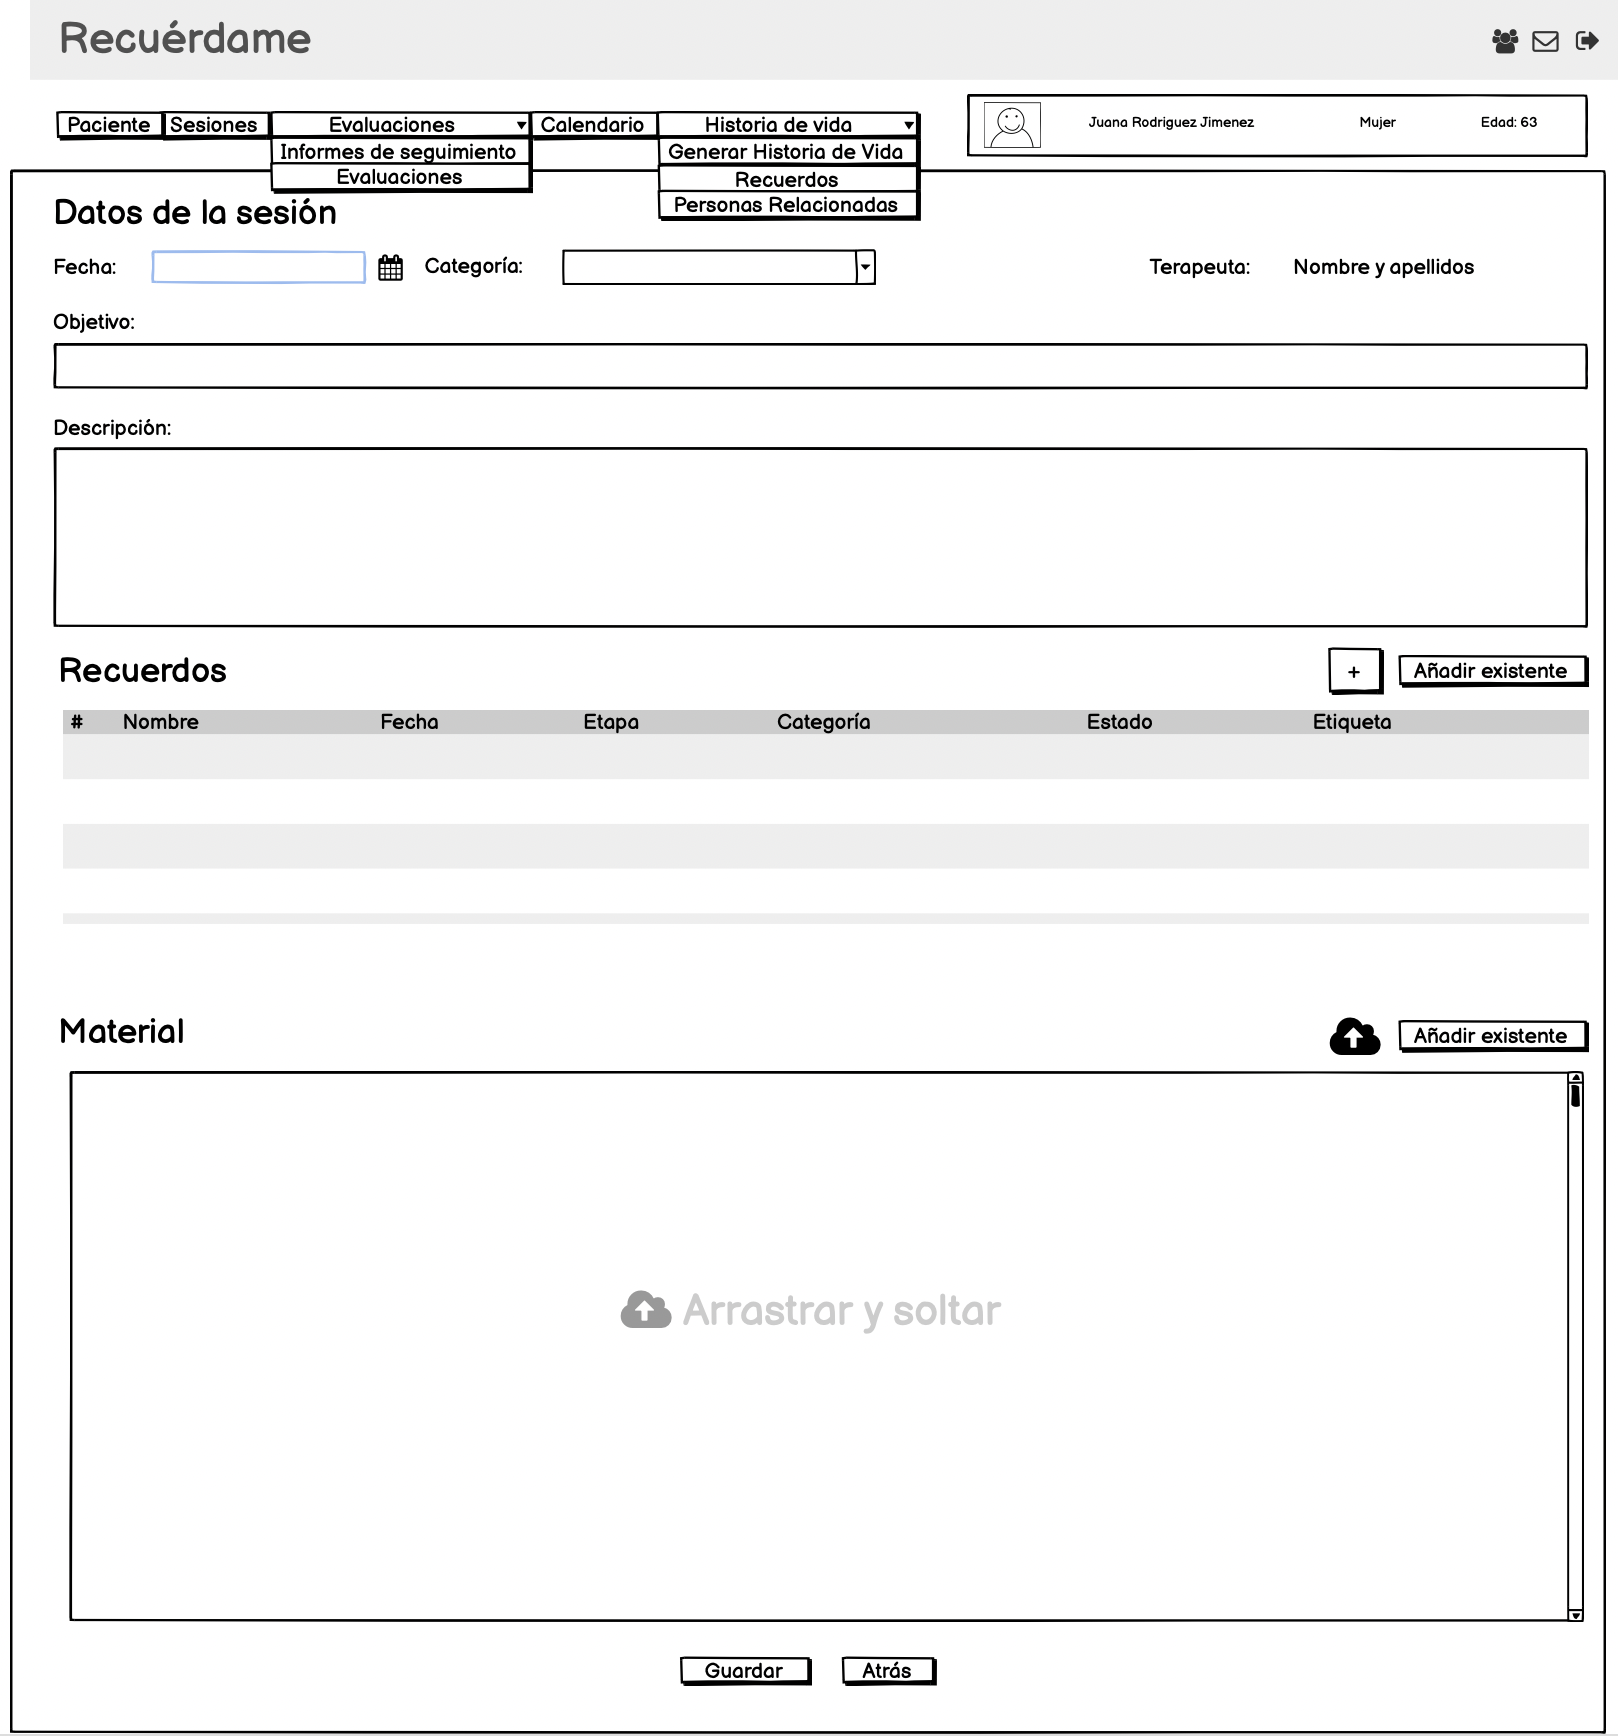 Recuérdame
Paciente Sesiones Evaluaciones Calendario Historia de vida
Juana Rodriguez Jimenez Mujer Edad: 63
Informes de seguimiento Generar Historia de Vida
Evaluaciones Recuerdos
Personas Relacionadas
Datos de la sesión
Fecha: Categoría: Terapeuta: Nombre y apellidos
Objetivo:
Descripción:
Recuerdos + Añadir existente
# Nombre Fecha Etapa Categoría Estado Etiqueta
Material Añadir existente
Arrastrar y soltar
Guardar Atrás